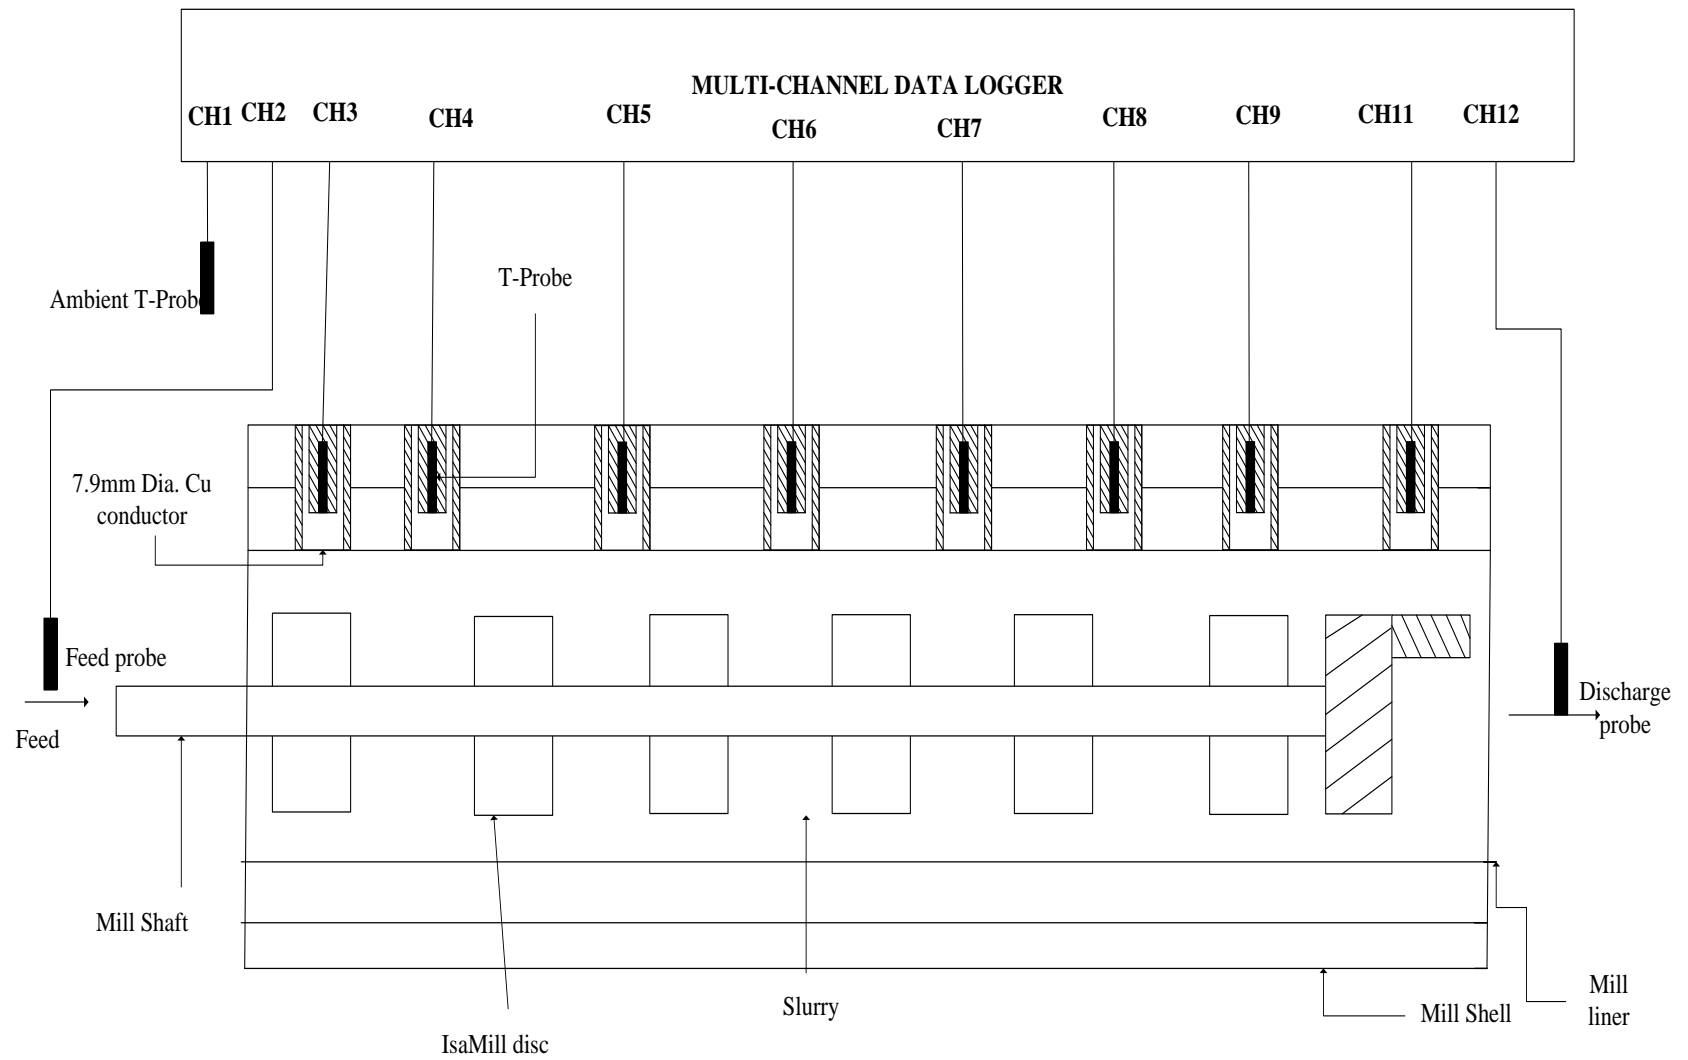 MULTI-CHANNEL DATA LOGGER
CH1 CH2 CH3 CH4 CH5 CH6 CH7 CH8 CH9 CH11 CH12
T-Probe
Ambient T-Probe
7.9mm Dia. Cu
conductor
Feed probe
Feed
Discharge
probe
Mill Shaft
Slurry
IsaMill disc
Mill Shell
Mill
liner